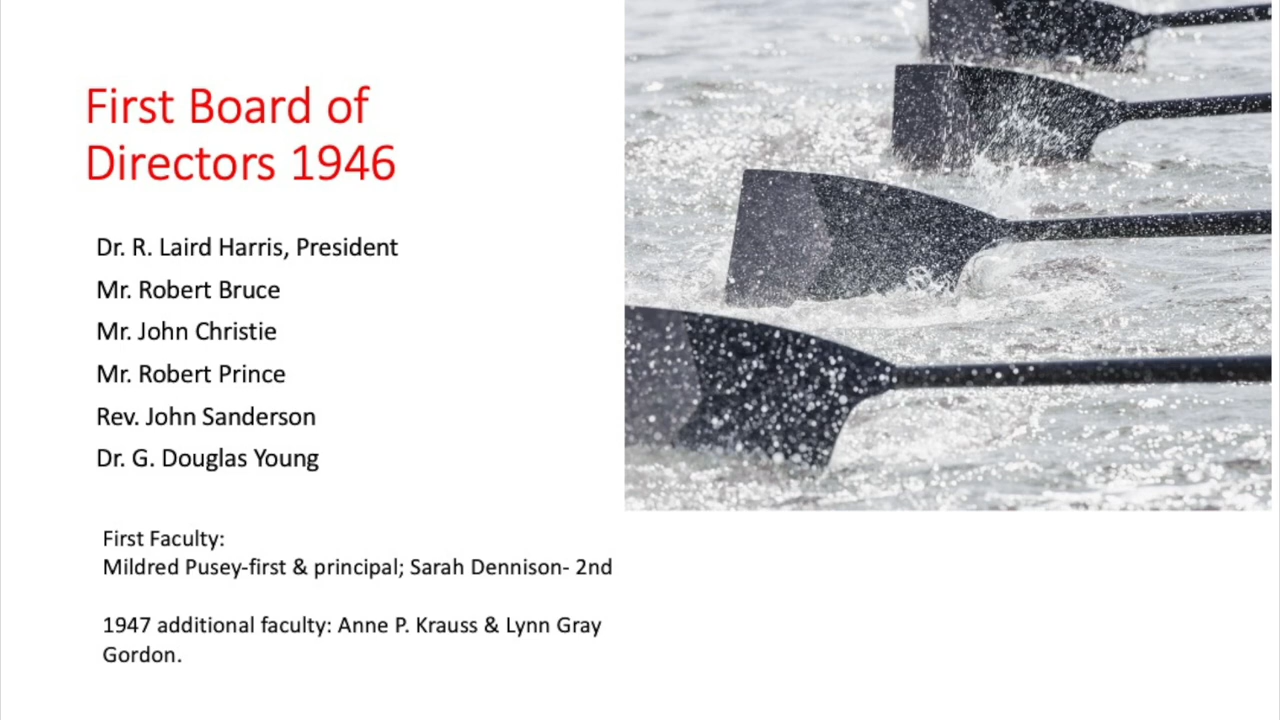 First Board of
Directors 1946
Dr. R. Laird Harris, President
Mr. Robert Bruce
Mr. John Christie
Mr. Robert Prince
Rev. John Sanderson
Dr. G. Douglas Young
First Faculty:
Mildred Pusey-first & principal; Sarah Dennison- 2nd
1947 additional faculty: Anne P. Krauss & Lynn Gray
Gordon.